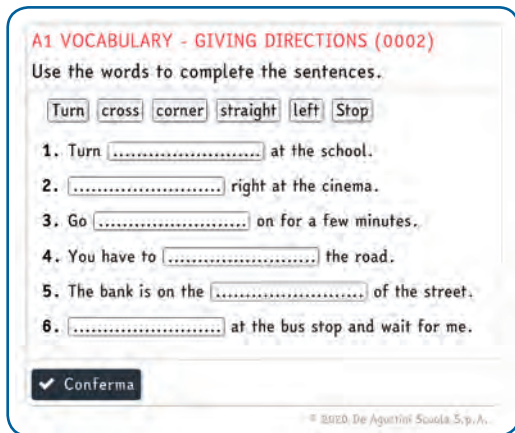 A1 VOCABULARY - GIVING DIRECTIONS (0002)
Use the words to complete the sentences.
Turn cross corner straight left Stop
1. Turn ......................... at the school.
2. ......................... right at the cinema.
3. Go ......................... on for a few minutes.
4. You have to ......................... the road.
5. The bank is on the ......................... of the street.
6. ......................... at the bus stop and wait for me.
✔ Conferma
© 2020 De Agostini Scuola S.p.A.